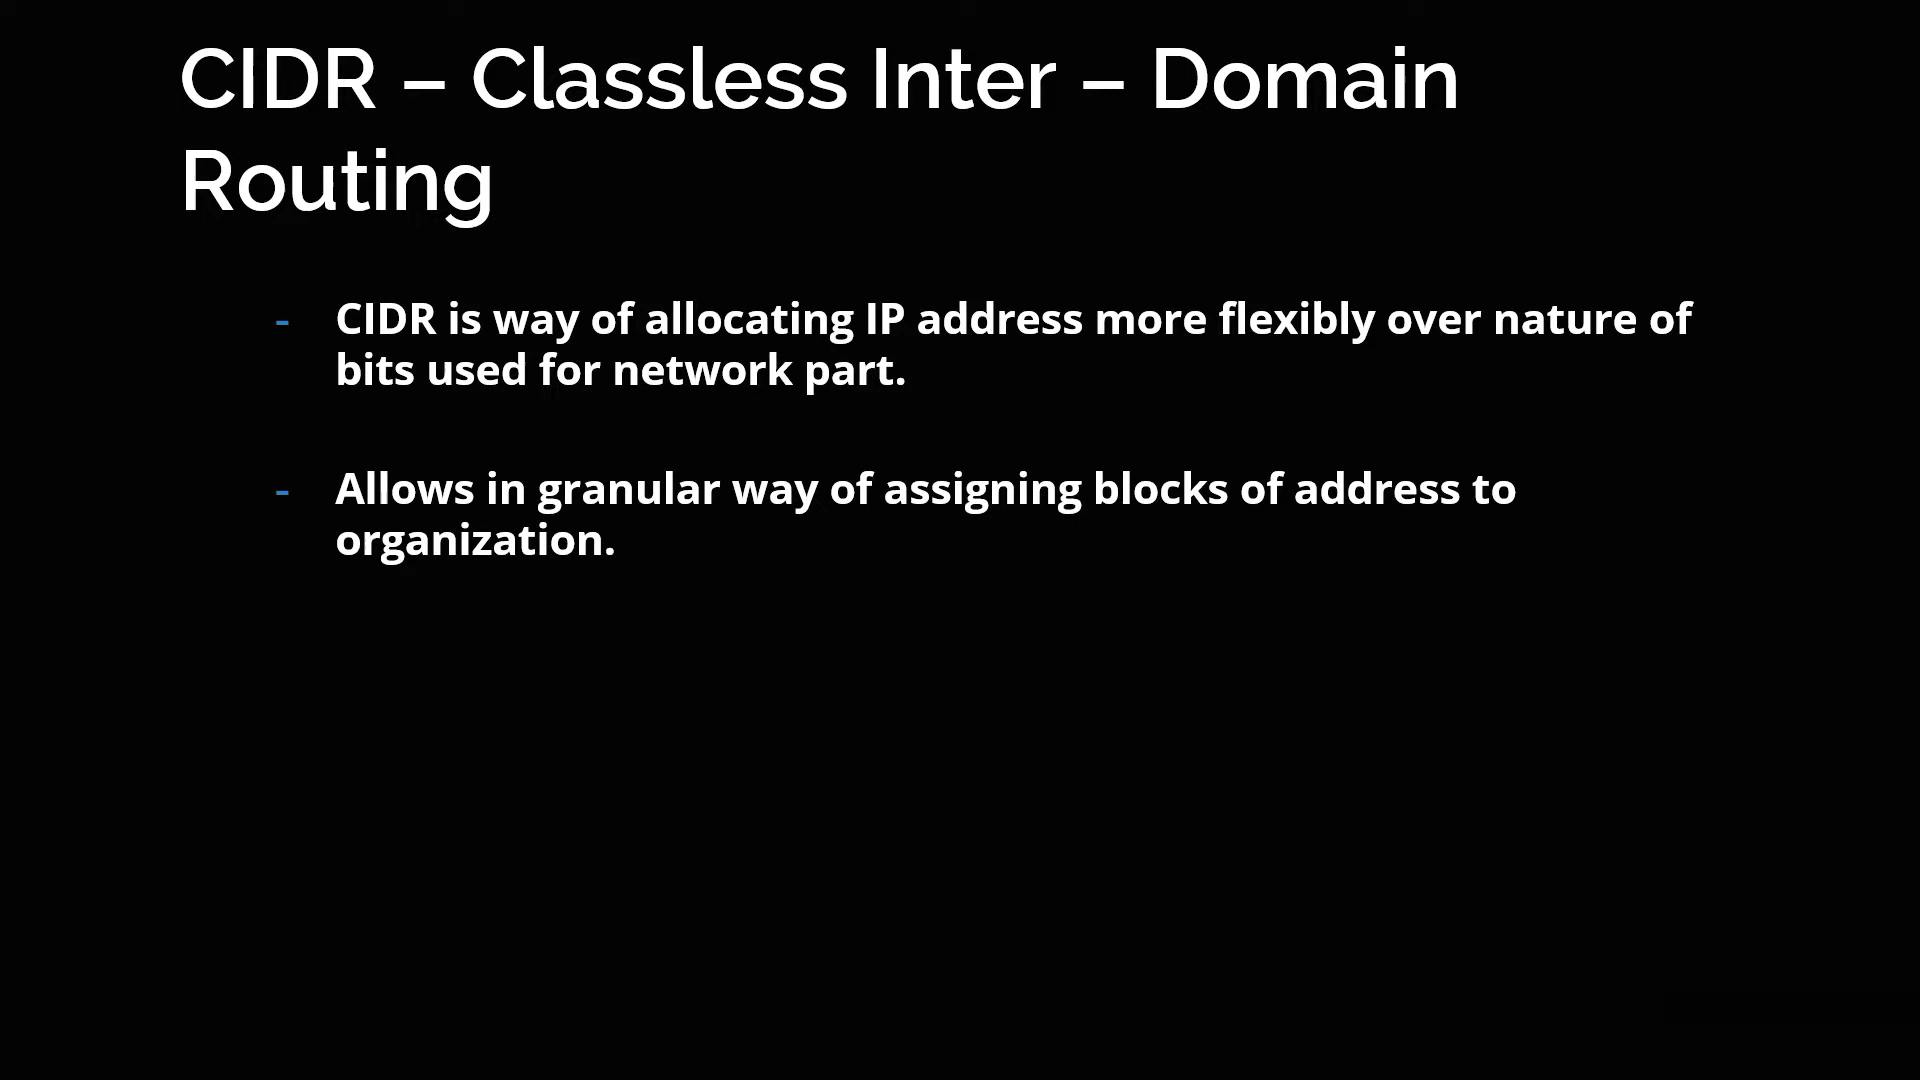 CIDR – Classless Inter – Domain
Routing
- CIDR is way of allocating IP address more flexibly over nature of
bits used for network part.
- Allows in granular way of assigning blocks of address to
organization.